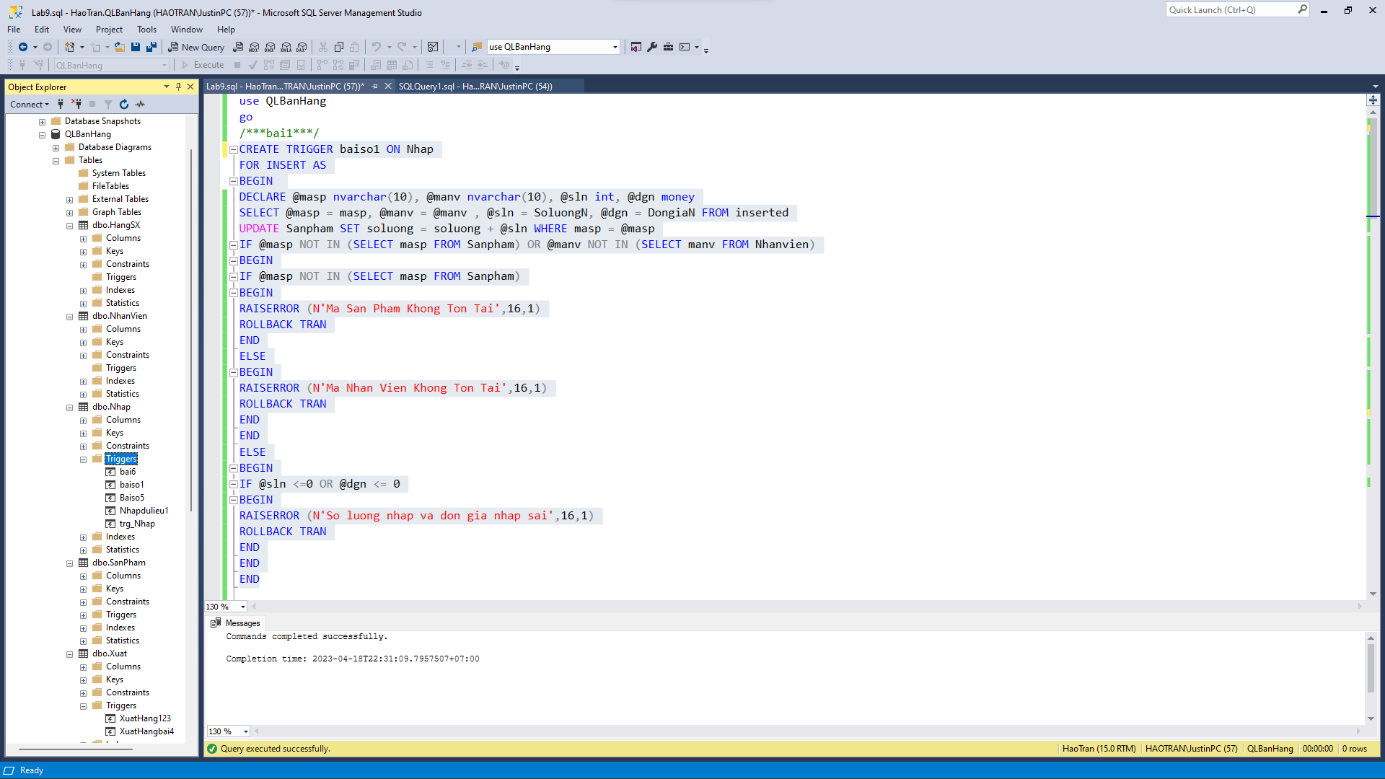 Lab9.sql - HaoTran.QLBanHang (HAOTRAN\JustinPC (57))* - Microsoft SQL Server Management Studio
Quick Launch (Ctrl+Q)
File Edit View Project Tools Window Help
New Query
use QLBanHang
QLBanHang
Execute
Object Explorer
Connect
Database Snapshots
QLBanHang
Database Diagrams
Tables
System Tables
FileTables
External Tables
Graph Tables
dbo.HangSX
Columns
Keys
Constraints
Triggers
Indexes
Statistics
dbo.NhanVien
Columns
Keys
Constraints
Triggers
Indexes
Statistics
dbo.Nhap
Columns
Keys
Constraints
Triggers
bai6
baiso1
Baiso5
Nhapdulieu1
trg_Nhap
Indexes
Statistics
dbo.SanPham
Columns
Keys
Constraints
Triggers
Indexes
Statistics
dbo.Xuat
Columns
Keys
Constraints
Triggers
XuatHang123
XuatHangbai4
Lab9.sql - HaoTran....TRAN\JustinPC (57))*
SQLQuery1.sql - Ha...RAN\JustinPC (54))
use QLBanHang
go
/***bai1***/
CREATE TRIGGER baiso1 ON Nhap
FOR INSERT AS
BEGIN
DECLARE @masp nvarchar(10), @manv nvarchar(10), @sln int, @dgn money
SELECT @masp = masp, @manv = @manv , @sln = SoluongN, @dgn = DongiaN FROM inserted
UPDATE Sanpham SET soluong = soluong + @sln WHERE masp = @masp
IF @masp NOT IN (SELECT masp FROM Sanpham) OR @manv NOT IN (SELECT manv FROM Nhanvien)
BEGIN
IF @masp NOT IN (SELECT masp FROM Sanpham)
BEGIN
RAISERROR (N'Ma San Pham Khong Ton Tai',16,1)
ROLLBACK TRAN
END
ELSE
BEGIN
RAISERROR (N'Ma Nhan Vien Khong Ton Tai',16,1)
ROLLBACK TRAN
END
END
ELSE
BEGIN
IF @sln <=0 OR @dgn <= 0
BEGIN
RAISERROR (N'So luong nhap va don gia nhap sai',16,1)
ROLLBACK TRAN
END
END
END
130 %
Messages
Commands completed successfully.
Completion time: 2023-04-18T22:31:09.7957507+07:00
130 %
Query executed successfully.
HaoTran (15.0 RTM) HAOTRAN\JustinPC (57) QLBanHang 00:00:00 0 rows
Ready